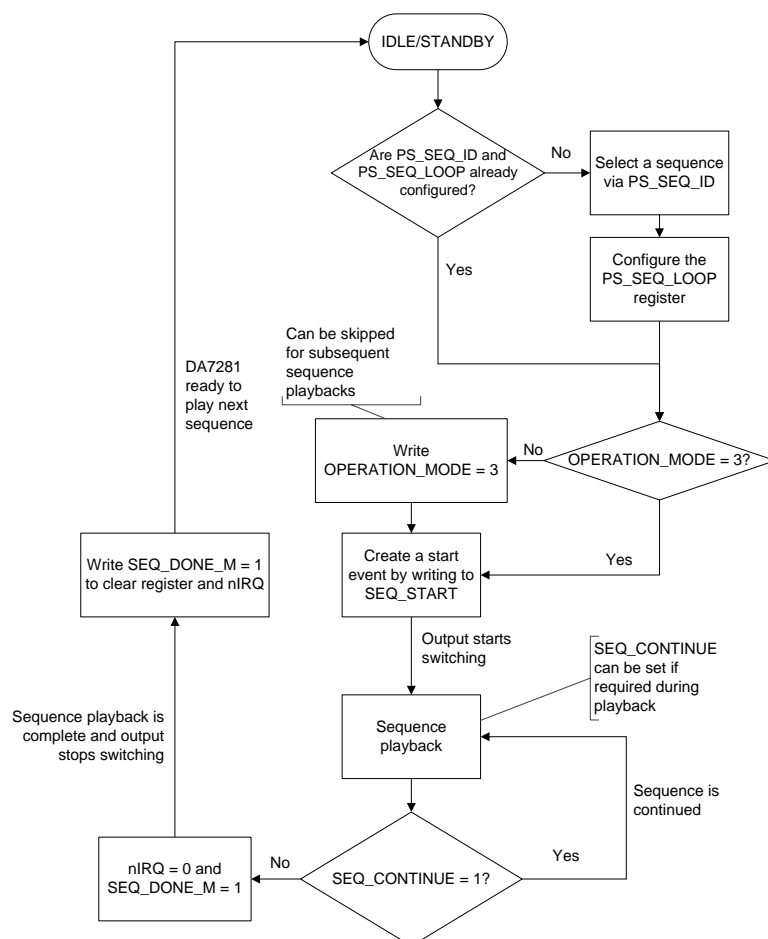 IDLE/STANDBY
Are PS_SEQ_ID and
PS_SEQ_LOOP already
configured?
No
Select a sequence
via PS_SEQ_ID
Yes
Configure the
PS_SEQ_LOOP
register
Can be skipped
for subsequent
sequence
playbacks
DA7281
ready to
play next
sequence
Write
OPERATION_MODE = 3
No
OPERATION_MODE = 3?
Write SEQ_DONE_M = 1
to clear register and nIRQ
Create a start
event by writing to
SEQ_START
Yes
Output starts
switching
SEQ_CONTINUE
can be set if
required during
playback
Sequence playback is
complete and output
stops switching
Sequence
playback
Sequence is
continued
nIRQ = 0 and
SEQ_DONE_M = 1
No
SEQ_CONTINUE = 1?
Yes